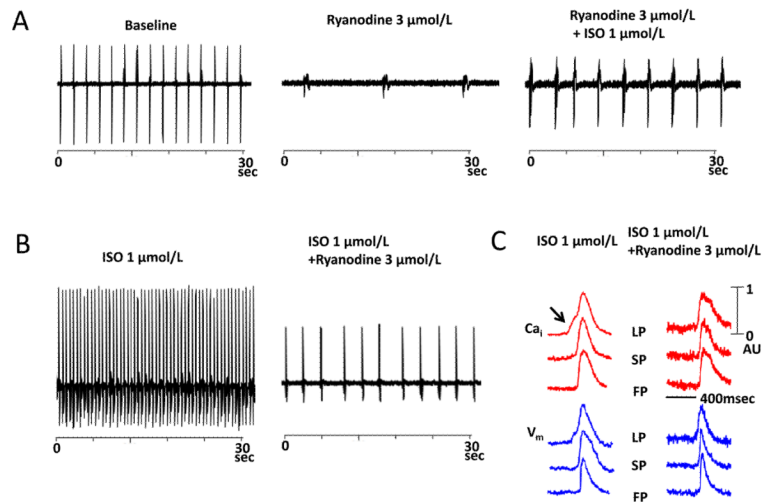 A
Baseline
Ryanodine 3 μmol/L
Ryanodine 3 μmol/L
+ ISO 1 μmol/L
0
30
sec
0
30
sec
0
30
sec
B
ISO 1 μmol/L
ISO 1 μmol/L
+Ryanodine 3 μmol/L
0
30
sec
0
30
sec
C
ISO 1 μmol/L
ISO 1 μmol/L
+Ryanodine 3 μmol/L
Cai
LP
SP
FP
1
0
AU
400msec
Vm
LP
SP
FP